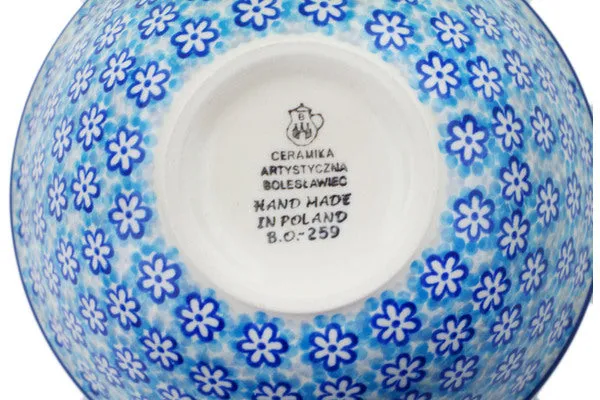 B
CERAMIKA
ARTYSTYCZNA
BOLESŁAWIEC
HAND MADE
IN POLAND
B.O.-259